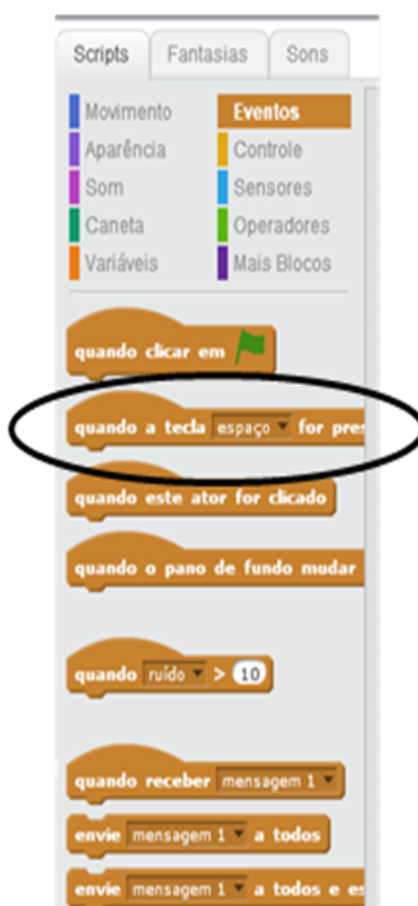 Scripts Fantasias Sons
Movimento Eventos
Aparência Controle
Som Sensores
Caneta Operadores
Variáveis Mais Blocos
quando clicar em
quando a tecla espaço for pres
quando este ator for clicado
quando o pano de fundo mudar
quando ruído > 10
quando receber mensagem 1
envie mensagem 1 a todos
envie mensagem 1 a todos e es